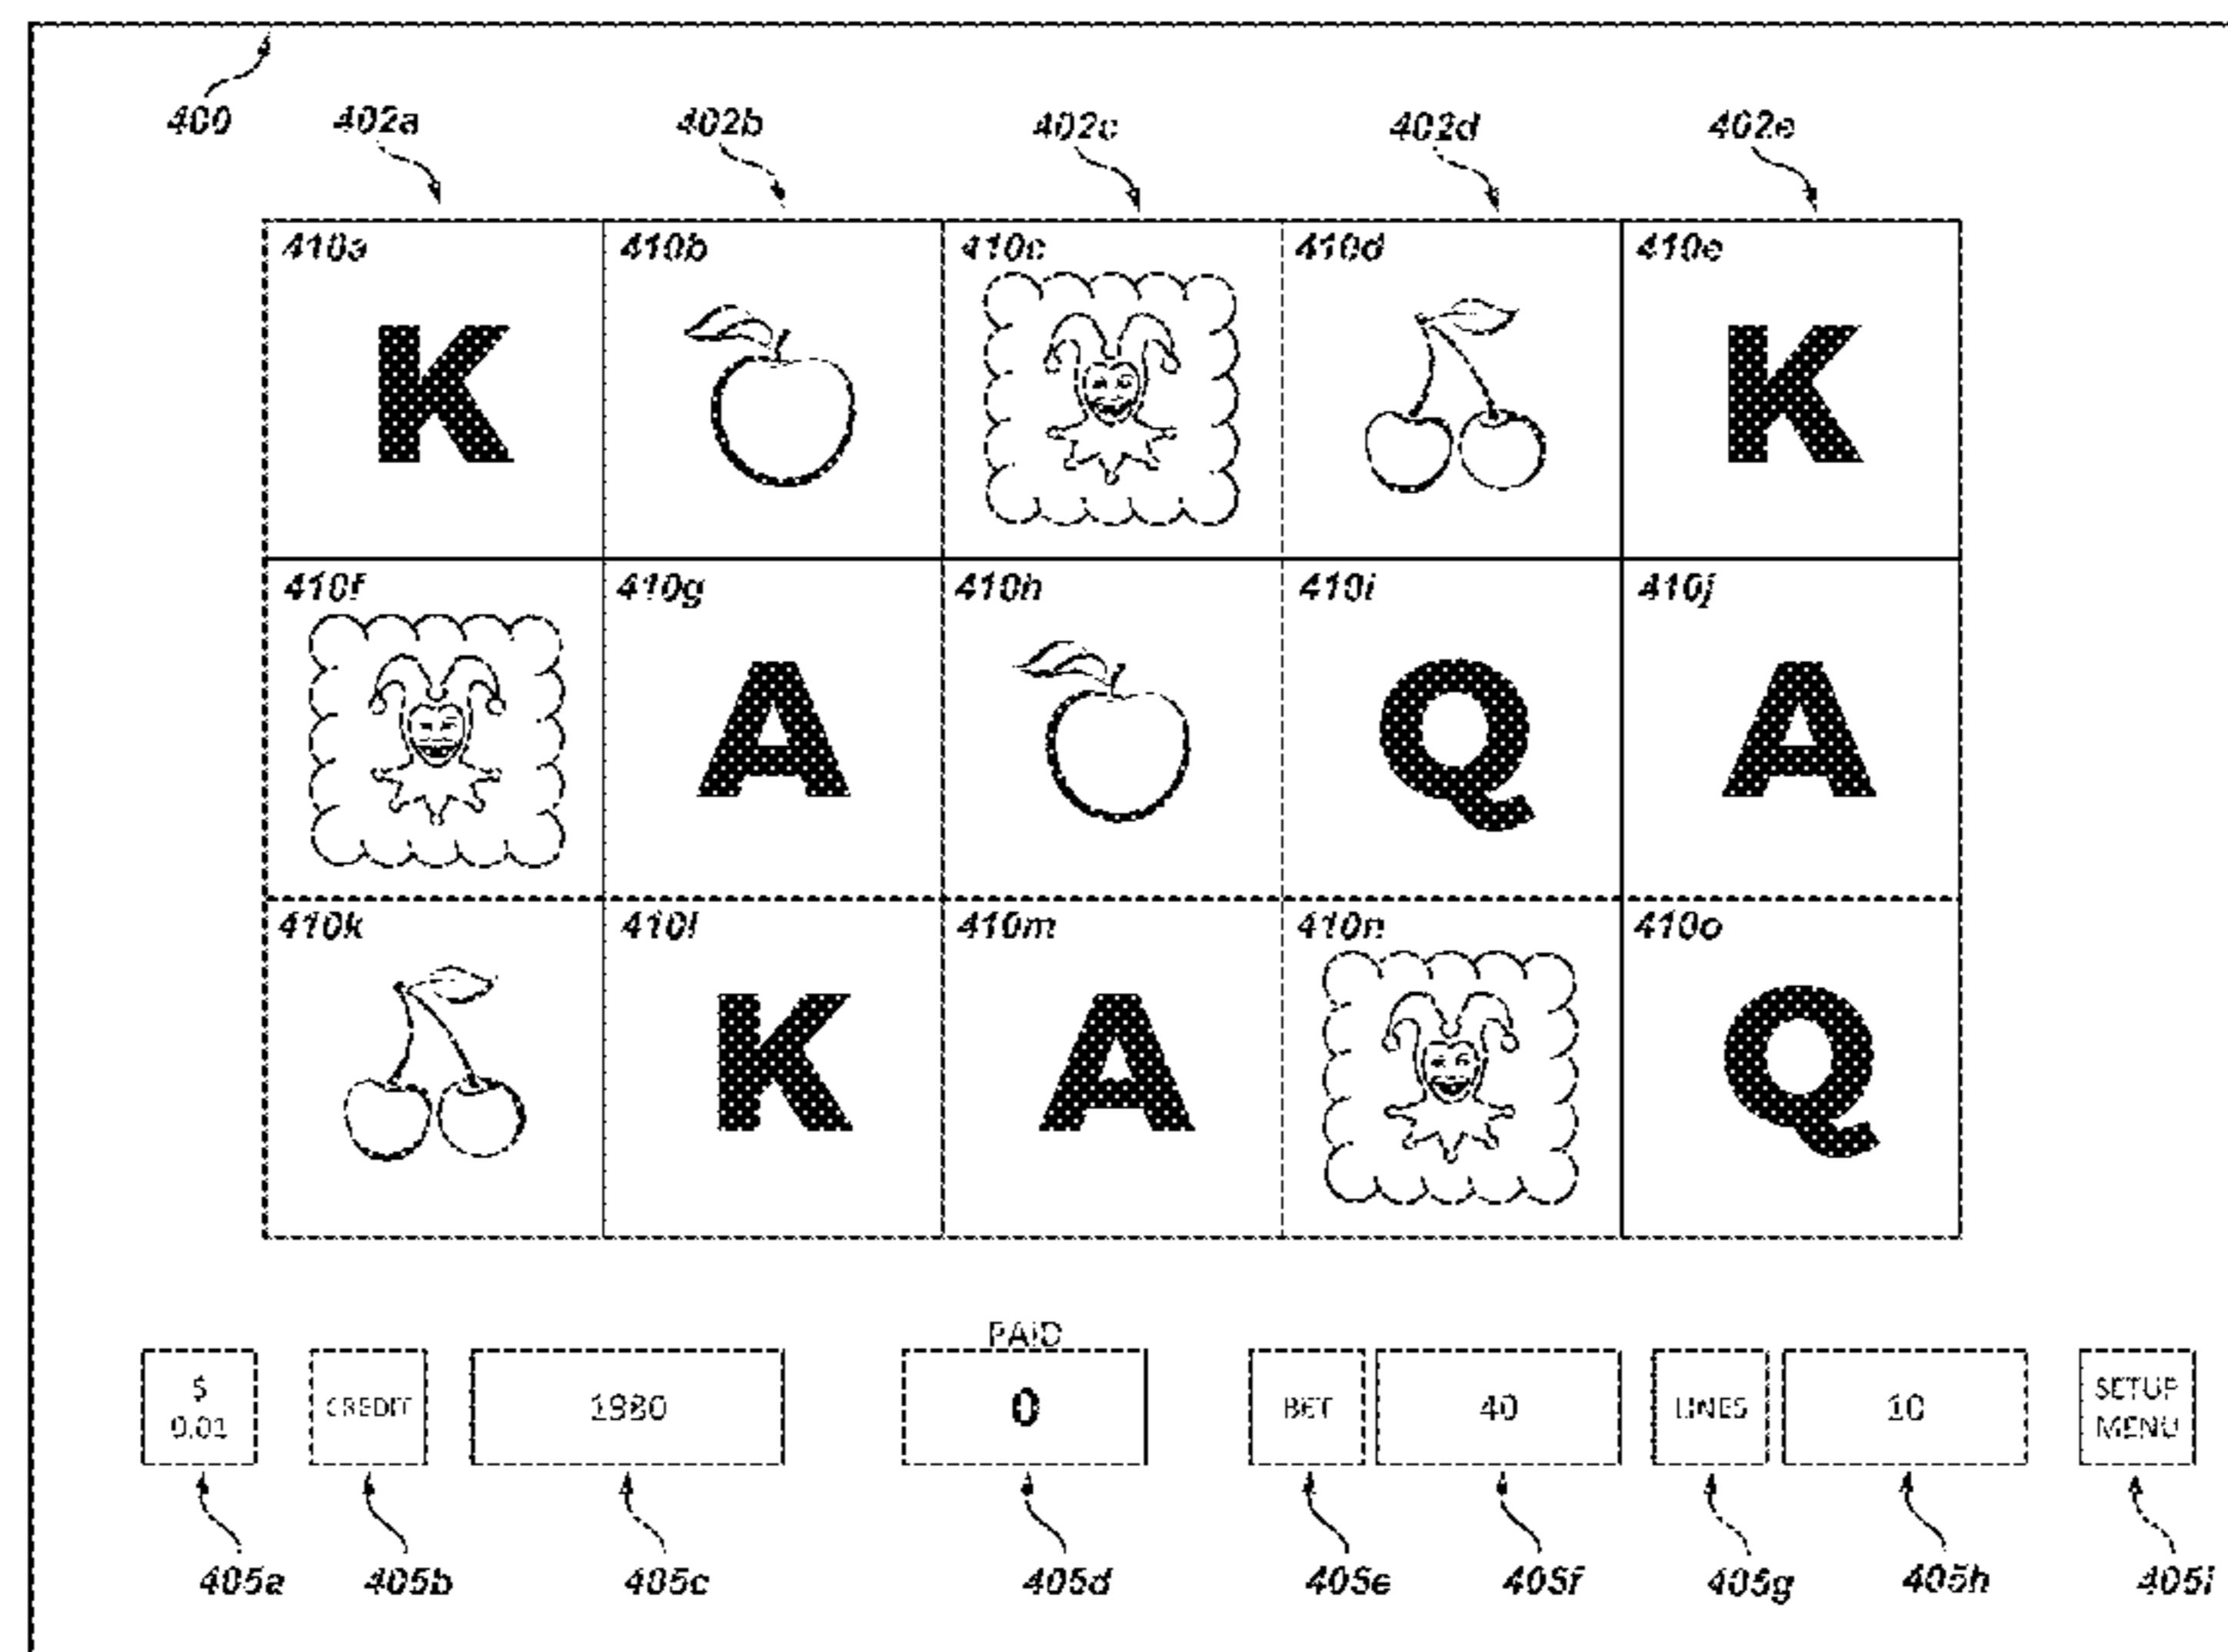 400 402a 402b 402c 402d 402e
410a 410b 410c 410d 410e
K K
410f 410g 410h 410i 410j
A Q A
410k 410l 410m 410n 410o
K A Q
PAID
$ 0.01 CREDIT 1980 0 BET 40 LINES 10 SETUP MENU
405a 405b 405c 405d 405e 405f 405g 405h 405i